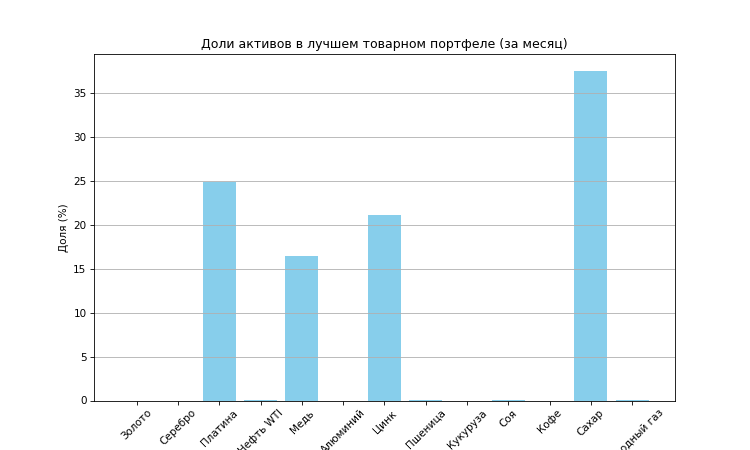 Доли активов в лучшем товарном портфеле (за месяц)
Доля (%)
35
30
25
20
15
10
5
0
Золото
Серебро
Платина
Нефть WTI
Медь
Алюминий
Цинк
Пшеница
Кукуруза
Соя
Кофе
Сахар
газ